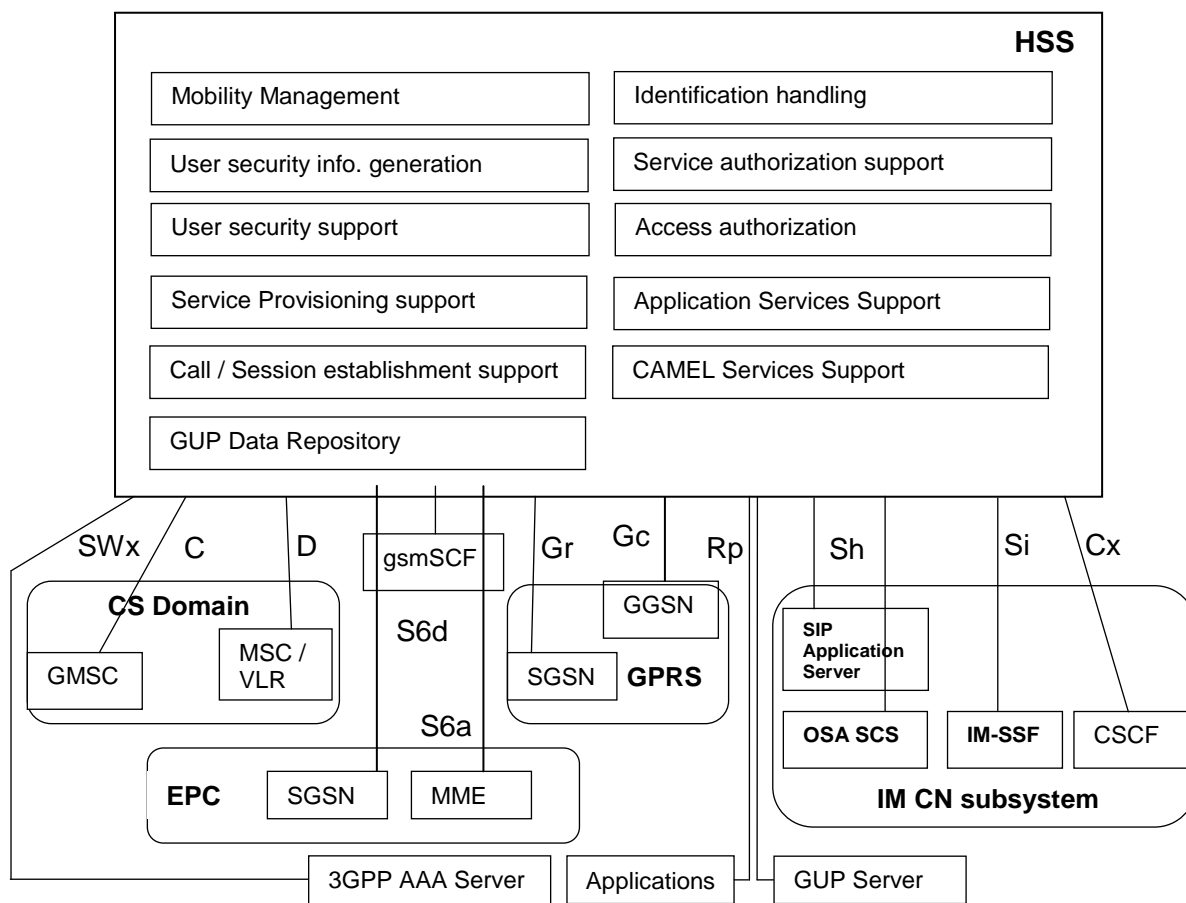 HSS
Mobility Management
Identification handling
User security info. generation
Service authorization support
User security support
Access authorization
Service Provisioning support
Application Services Support
Call / Session establishment support
CAMEL Services Support
GUP Data Repository
SWx
C
D
gsmSCF
Gr
Gc
Rp
Sh
Si
Cx
CS Domain
GMSC
MSC /
VLR
S6d
S6a
GGSN
SGSN
GPRS
SIP
Application
Server
OSA SCS
IM-SSF
CSCF
IM CN subsystem
EPC
SGSN
MME
3GPP AAA Server
Applications
GUP Server